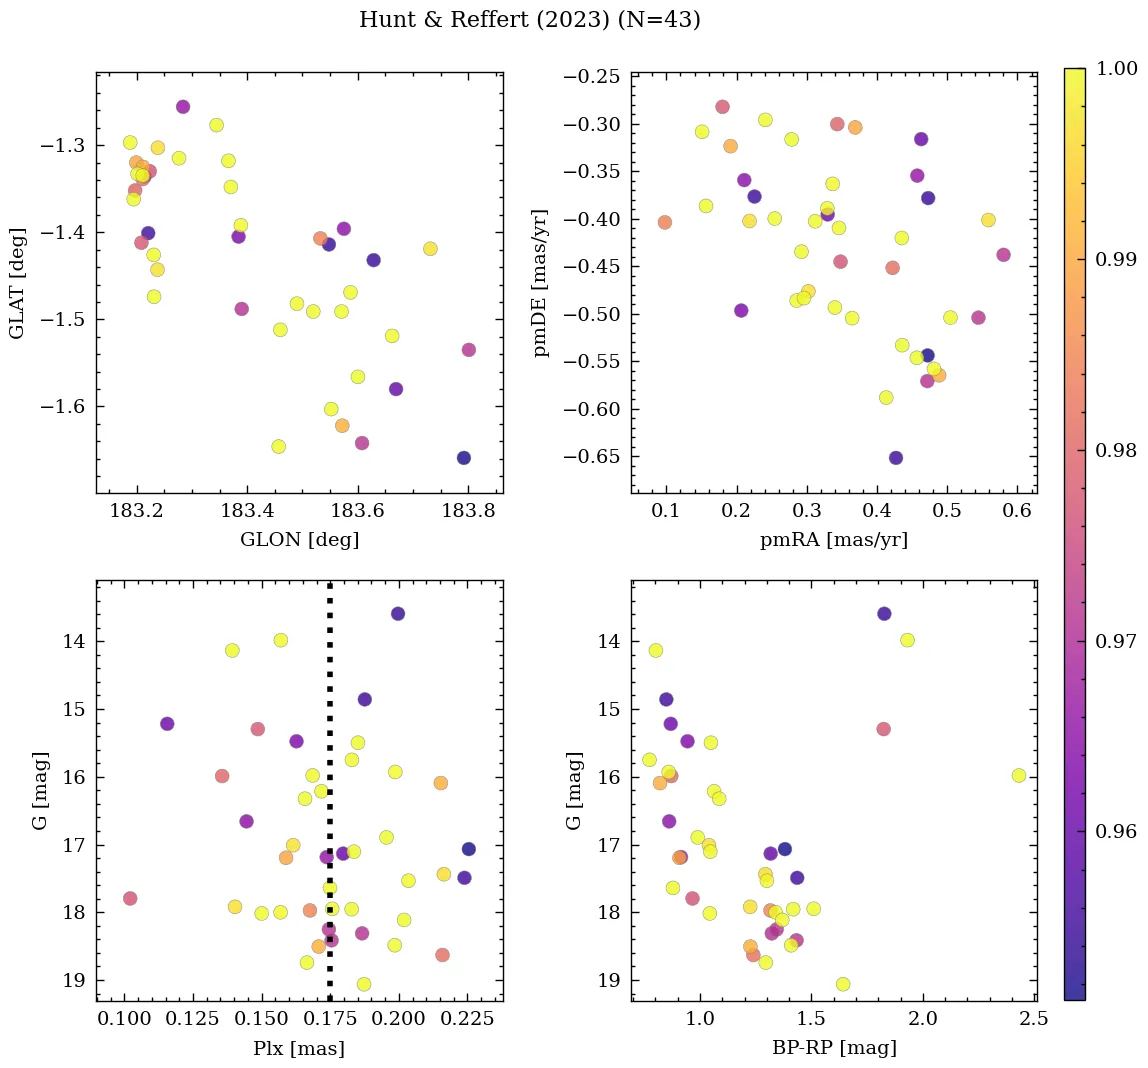 Hunt & Reffert (2023) (N=43)
−1.3
−1.4
−1.5
−1.6
GLAT [deg]
183.2 183.4 183.6 183.8
GLON [deg]
−0.25
−0.30
−0.35
−0.40
−0.45
−0.50
−0.55
−0.60
−0.65
pmDE [mas/yr]
0.1 0.2 0.3 0.4 0.5 0.6
pmRA [mas/yr]
14
15
16
17
18
19
G [mag]
0.100 0.125 0.150 0.175 0.200 0.225
Plx [mas]
14
15
16
17
18
19
G [mag]
1.0 1.5 2.0 2.5
BP-RP [mag]
1.00
0.99
0.98
0.97
0.96